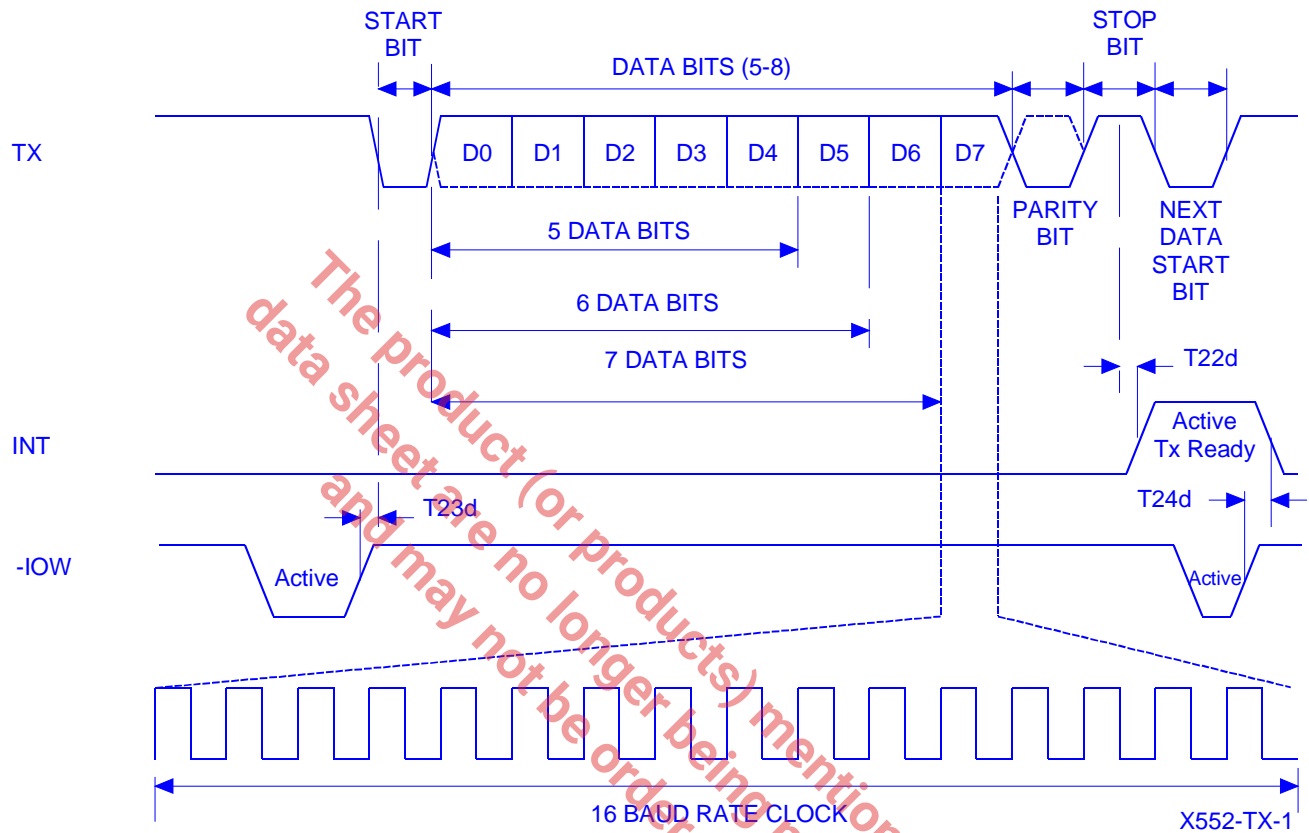 START
BIT
DATA BITS (5-8)
STOP
BIT
TX
D0 D1 D2 D3 D4 D5 D6 D7
PARITY
BIT
NEXT
DATA
START
BIT
5 DATA BITS
6 DATA BITS
7 DATA BITS
T22d
INT
Active
Tx Ready
T23d
T24d
-IOW
Active
Active
16 BAUD RATE CLOCK
X552-TX-1
The product (or products) mention
data sheet are no longer being
and may not be order